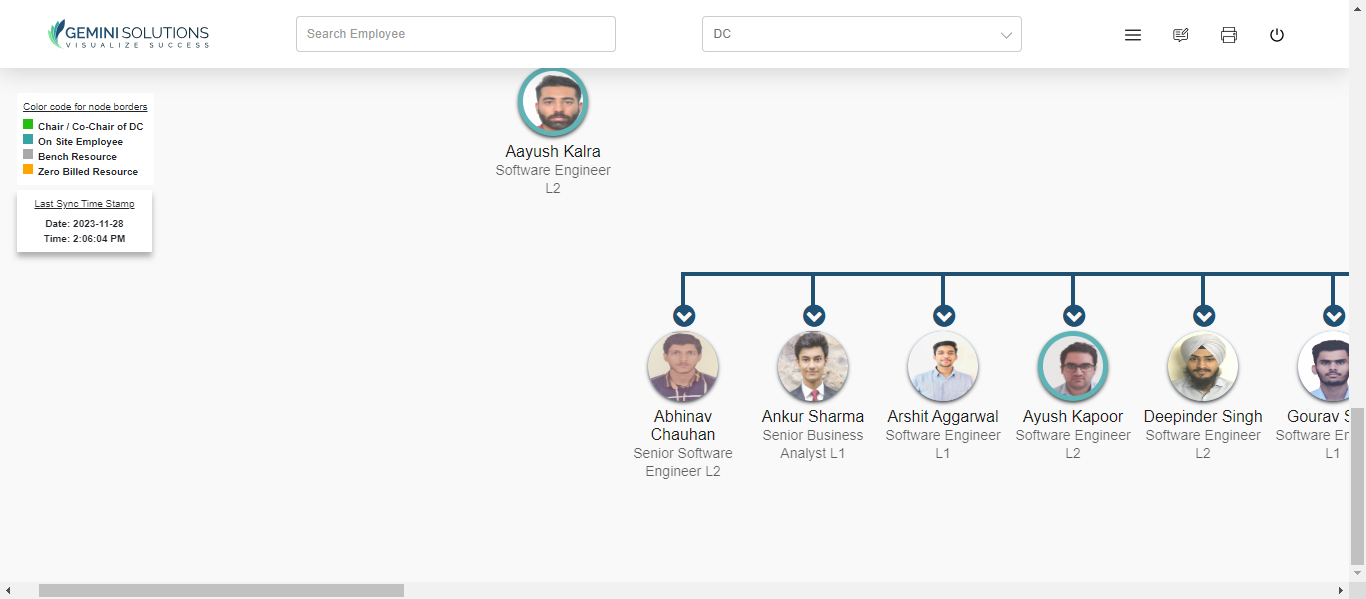 GEMINI SOLUTIONS
VISUALIZE SUCCESS
Search Employee
DC
Color code for node borders
Chair / Co-Chair of DC
On Site Employee
Bench Resource
Zero Billed Resource
Last Sync Time Stamp
Date: 2023-11-28
Time: 2:06:04 PM
Aayush Kalra
Software Engineer
L2
Abhinav
Chauhan
Senior Software
Engineer L2
Ankur Sharma
Senior Business
Analyst L1
Arshit Aggarwal
Software Engineer
L1
Ayush Kapoor
Software Engineer
L2
Deepinder Singh
Software Engineer
L2
Gourav S
Software En
L1